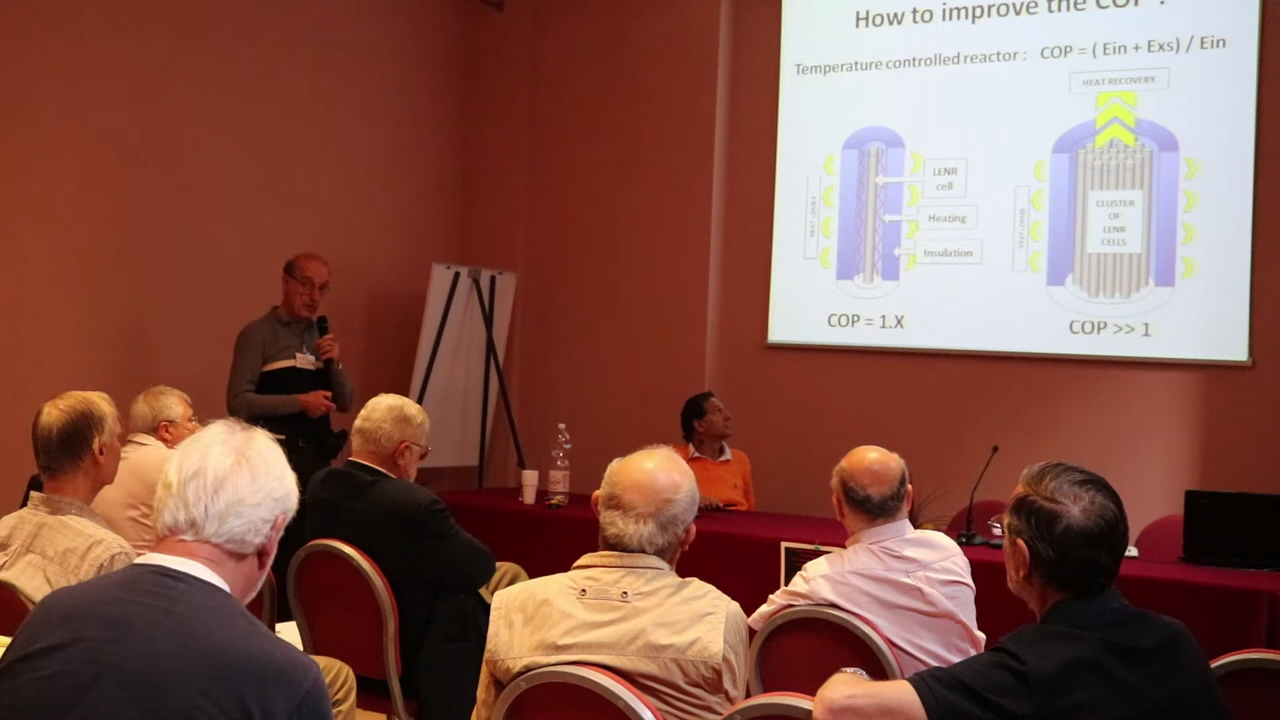 How to improve the COP ?
Temperature controlled reactor : COP = ( Ein + Exs) / Ein
HEAT RECOVERY
LENR
cell
Heating
Insulation
CLUSTER
OF
LENR
CELLS
COP = 1.X
COP >> 1